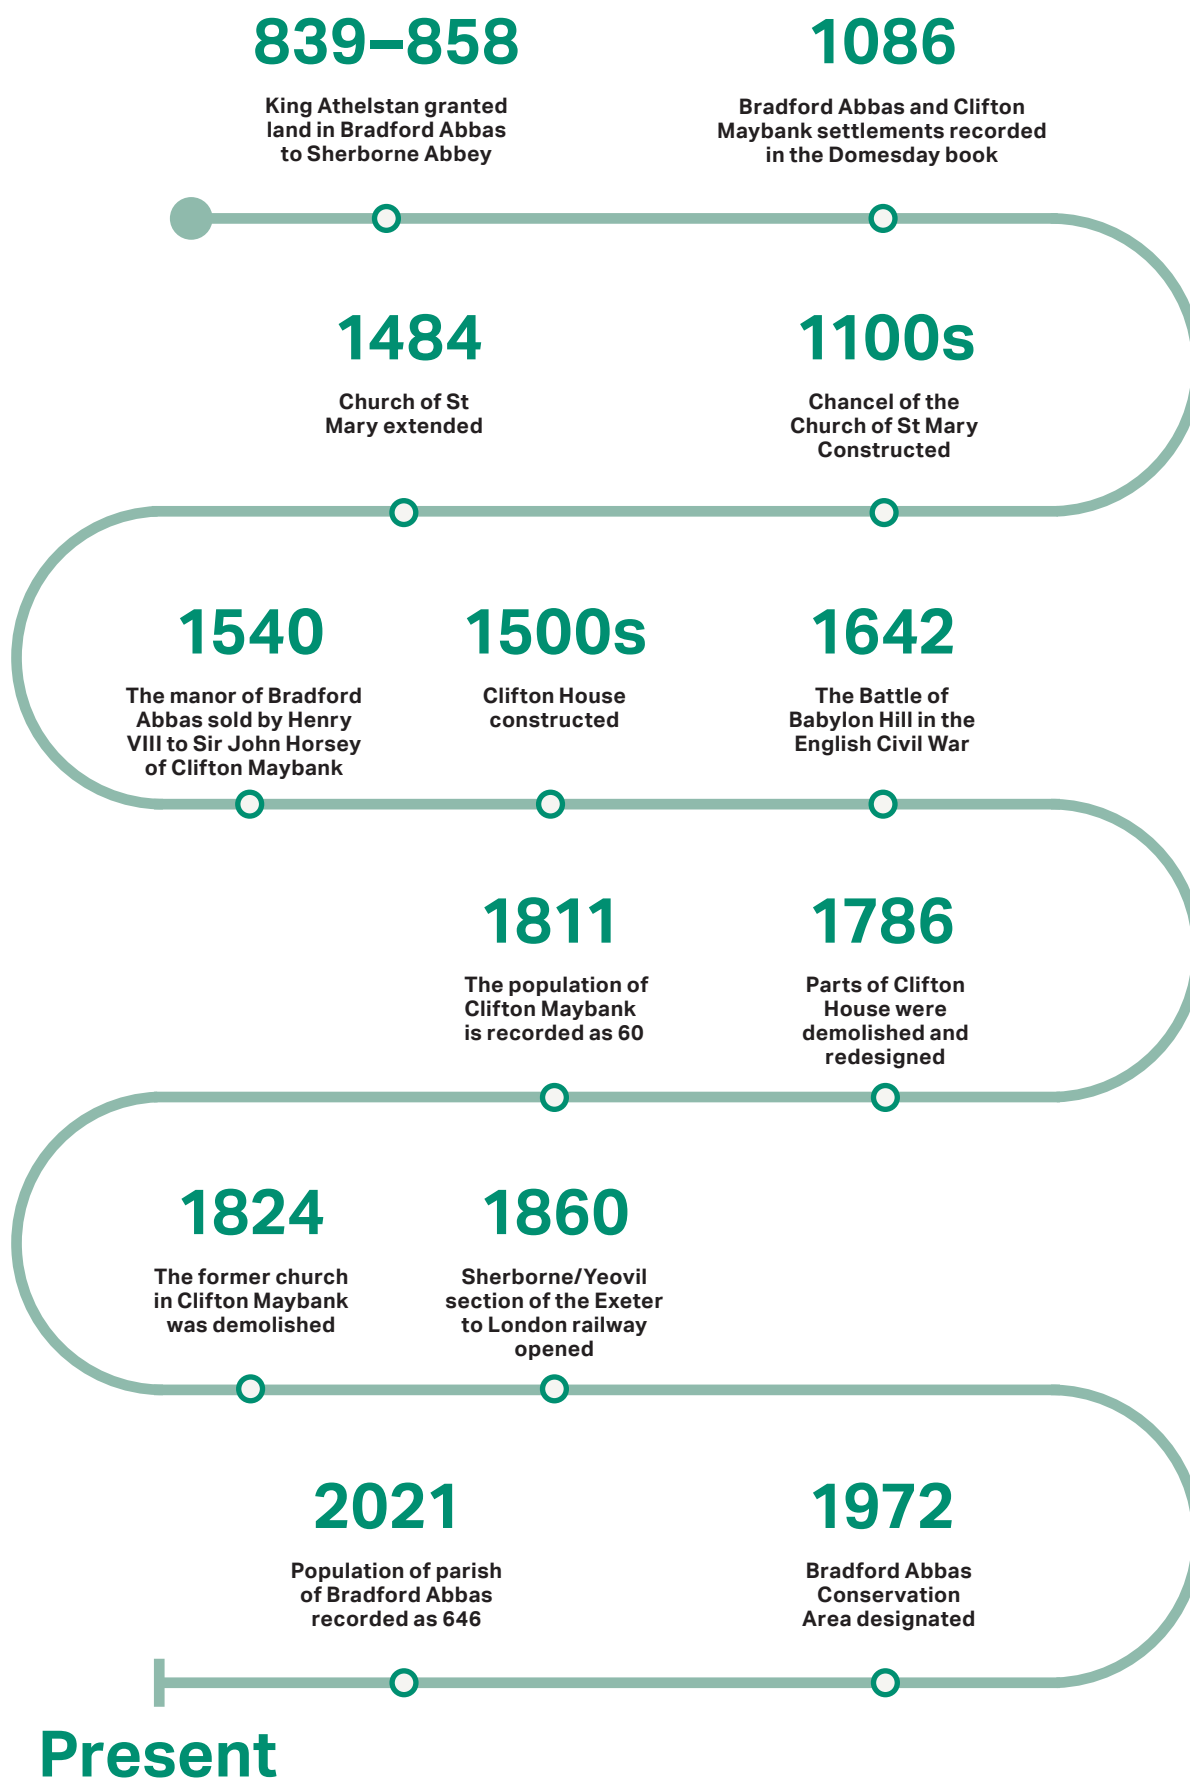 839–858
King Athelstan granted
land in Bradford Abbas
to Sherborne Abbey
1086
Bradford Abbas and Clifton
Maybank settlements recorded
in the Domesday book
1100s
Chancel of the
Church of St Mary
Constructed
1484
Church of St
Mary extended
1540
The manor of Bradford
Abbas sold by Henry
VIII to Sir John Horsey
of Clifton Maybank
1500s
Clifton House
constructed
1642
The Battle of
Babylon Hill in the
English Civil War
1786
Parts of Clifton
House were
demolished and
redesigned
1811
The population of
Clifton Maybank
is recorded as 60
1824
The former church
in Clifton Maybank
was demolished
1860
Sherborne/Yeovil
section of the Exeter
to London railway
opened
1972
Bradford Abbas
Conservation
Area designated
2021
Population of parish
of Bradford Abbas
recorded as 646
Present